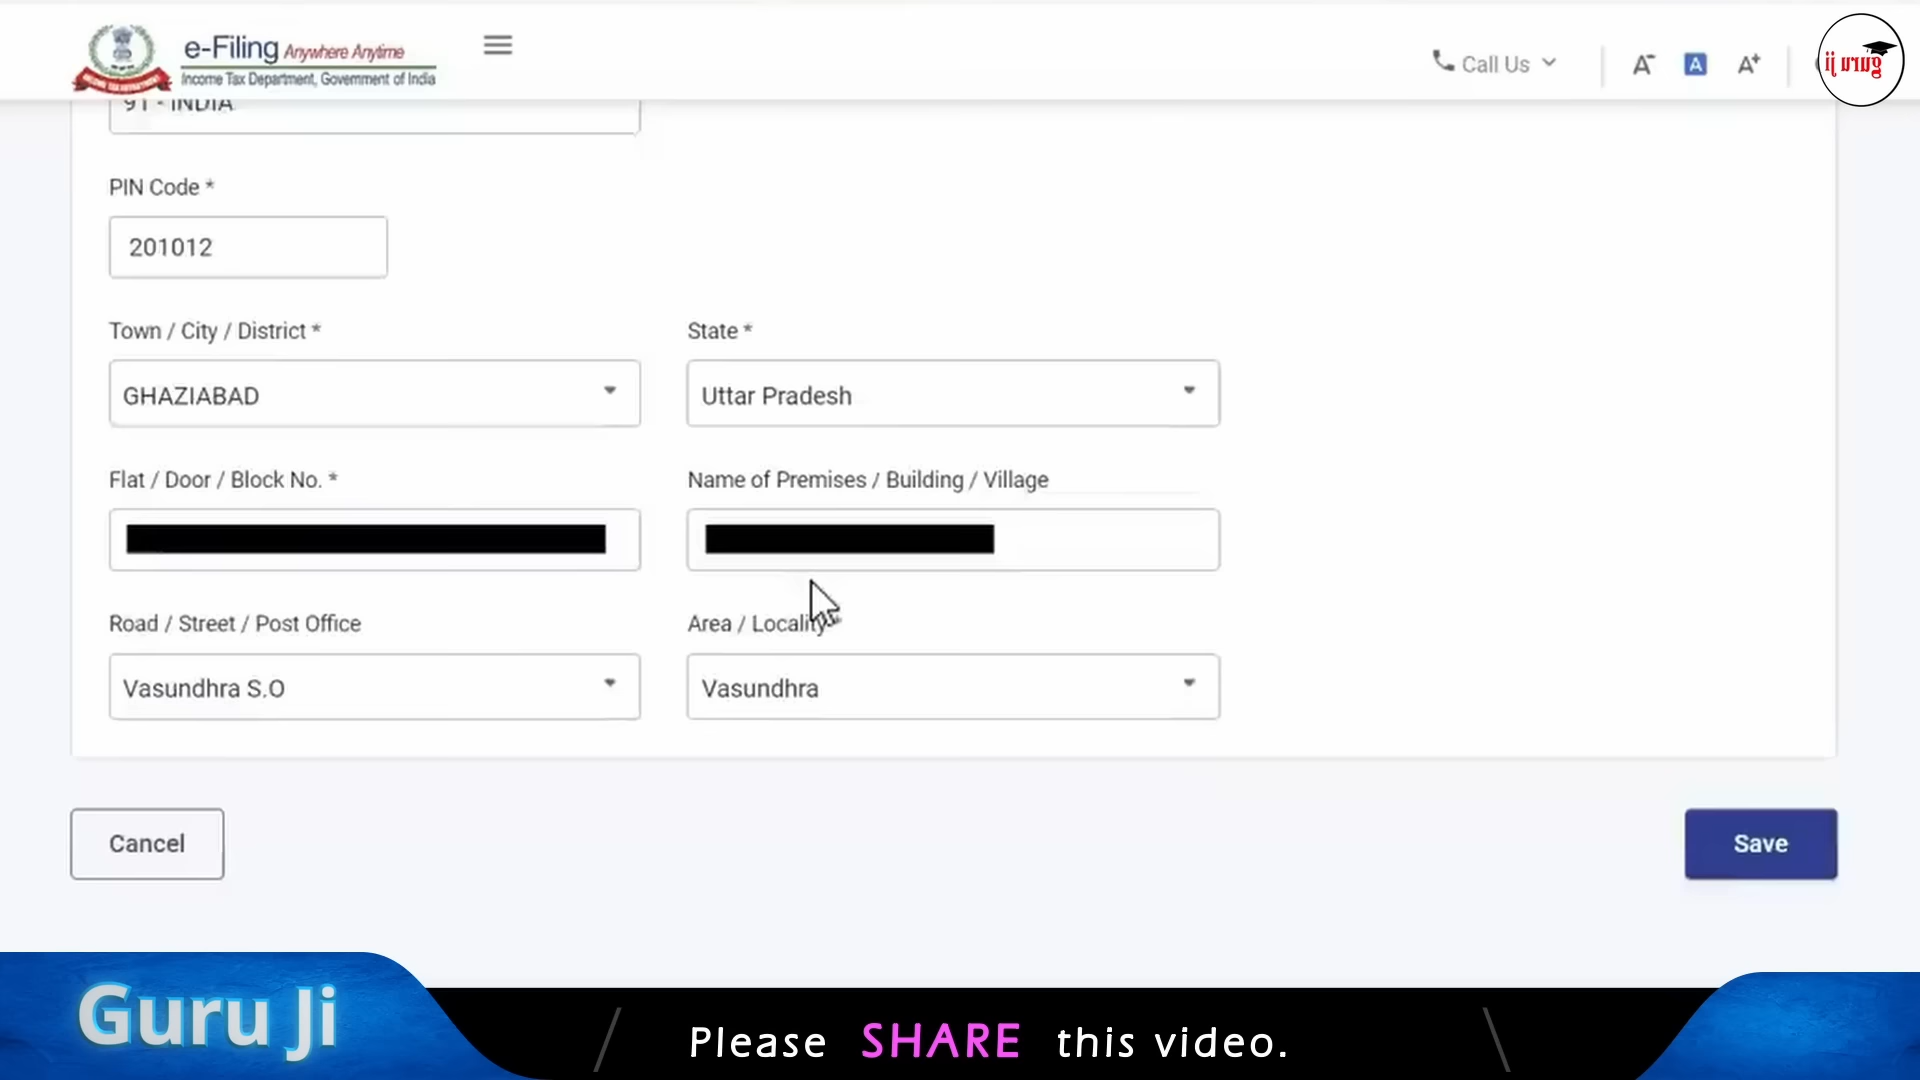 e-Filing Anywhere Anytime
Income Tax Department, Government of India
Call Us
A-
A
A+
91 - INDIA
PIN Code *
201012
Town / City / District *
State *
GHAZIABAD
Uttar Pradesh
Flat / Door / Block No. *
Name of Premises / Building / Village
Road / Street / Post Office
Area / Locality
Vasundhra S.O
Vasundhra
Cancel
Save
Guru Ji
Please SHARE this video.